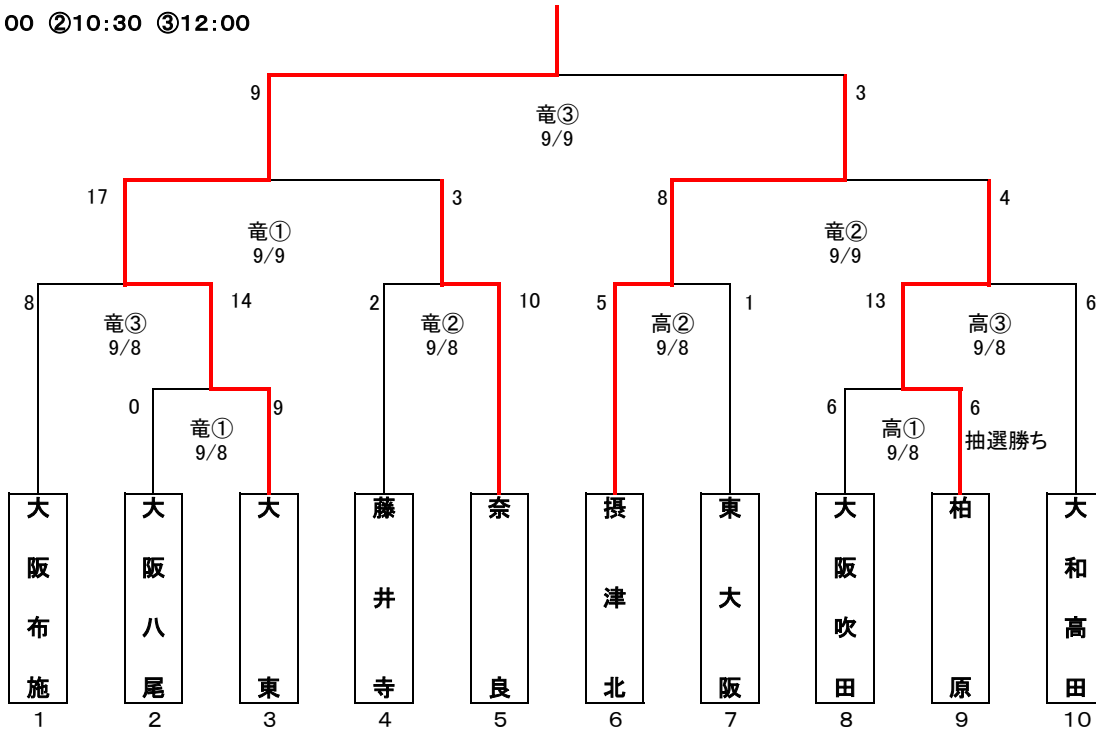 00 ②10:30 ③12:00
9
3
竜③
9/9
17
3
8
4
竜①
9/9
竜②
9/9
8
14
2
10
5
1
13
6
竜③
9/8
竜②
9/8
高②
9/8
高③
9/8
0
9
6
6
竜①
9/8
高①
9/8
抽選勝ち
大阪布施
大阪八尾
大東
藤井寺
奈良
摂津北
東大阪
大阪吹田
柏原
大和高田
1
2
3
4
5
6
7
8
9
10